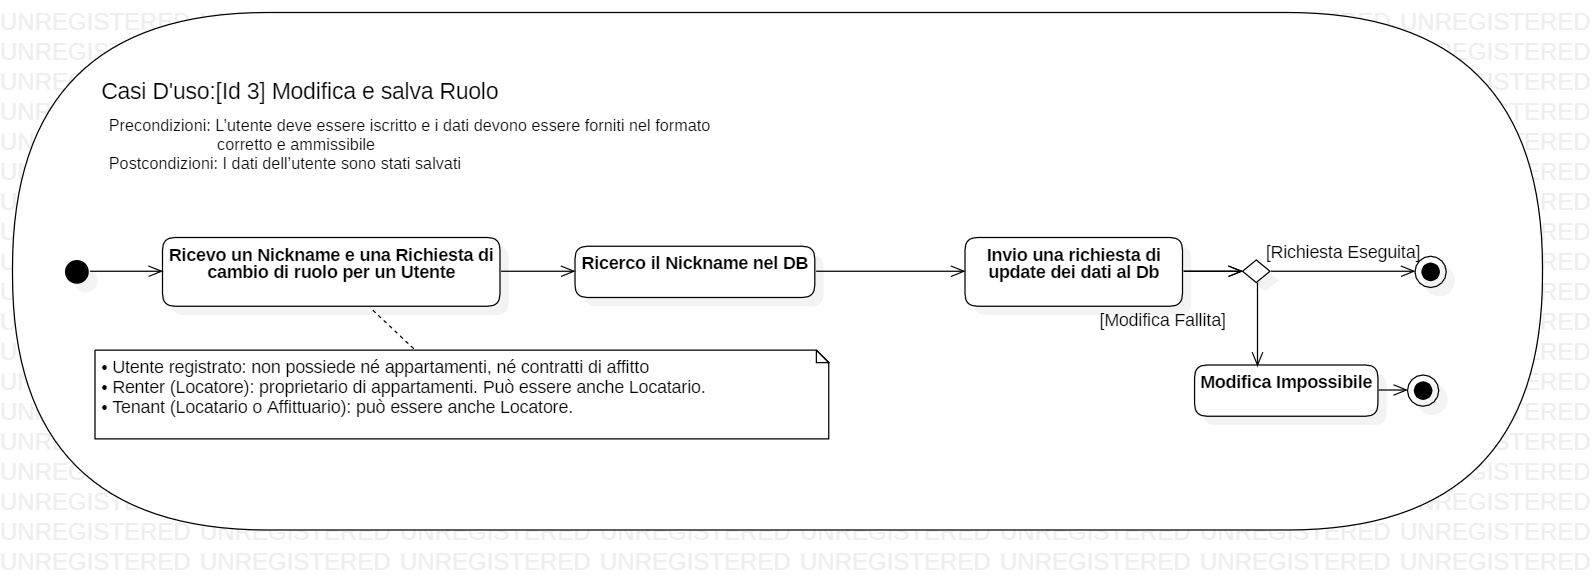 Casi D'uso:[Id 3] Modifica e salva Ruolo
Precondizioni: L’utente deve essere iscritto e i dati devono essere forniti nel formato
corretto e ammissibile
Postcondizioni: I dati dell’utente sono stati salvati
Ricevo un Nickname e una Richiesta di
cambio di ruolo per un Utente
Ricerco il Nickname nel DB
Invio una richiesta di
update dei dati al Db
[Richiesta Eseguita]
[Modifica Fallita]
Modifica Impossibile
• Utente registrato: non possiede né appartamenti, né contratti di affitto
• Renter (Locatore): proprietario di appartamenti. Può essere anche Locatario.
• Tenant (Locatario o Affittuario): può essere anche Locatore.
UNREGISTERED UNREGISTERED UNREGISTERED UNREGISTERED UNREGISTERED UNREGISTERED UNREGISTERED UNREGISTERED